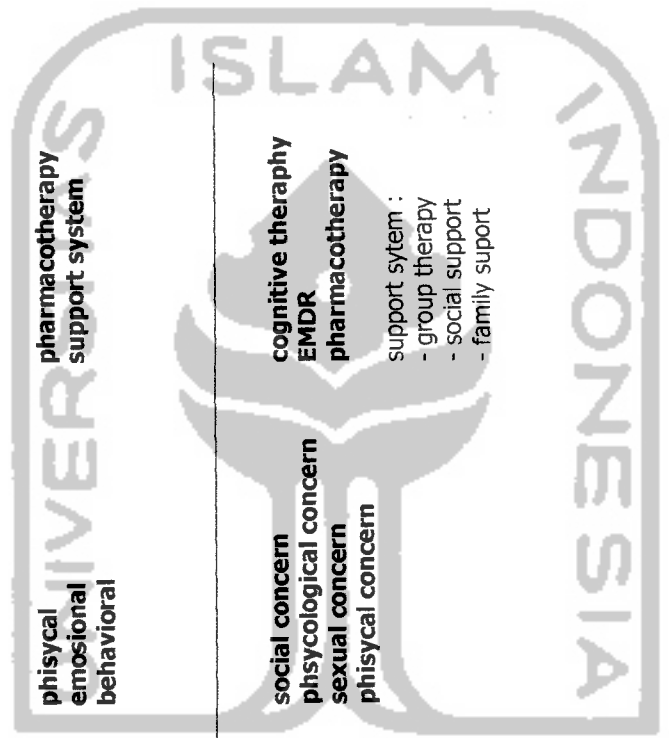 UNIVERSITAS
ISLAM
INDONESIA
phisycal
emosional
behavioral
pharmacotherapy
support system
social concern
phsycological concern
sexual concern
phisycal concern
cognitive theraphy
EMDR
pharmacotherapy
support sytem :
- group therapy
- social support
- family suport